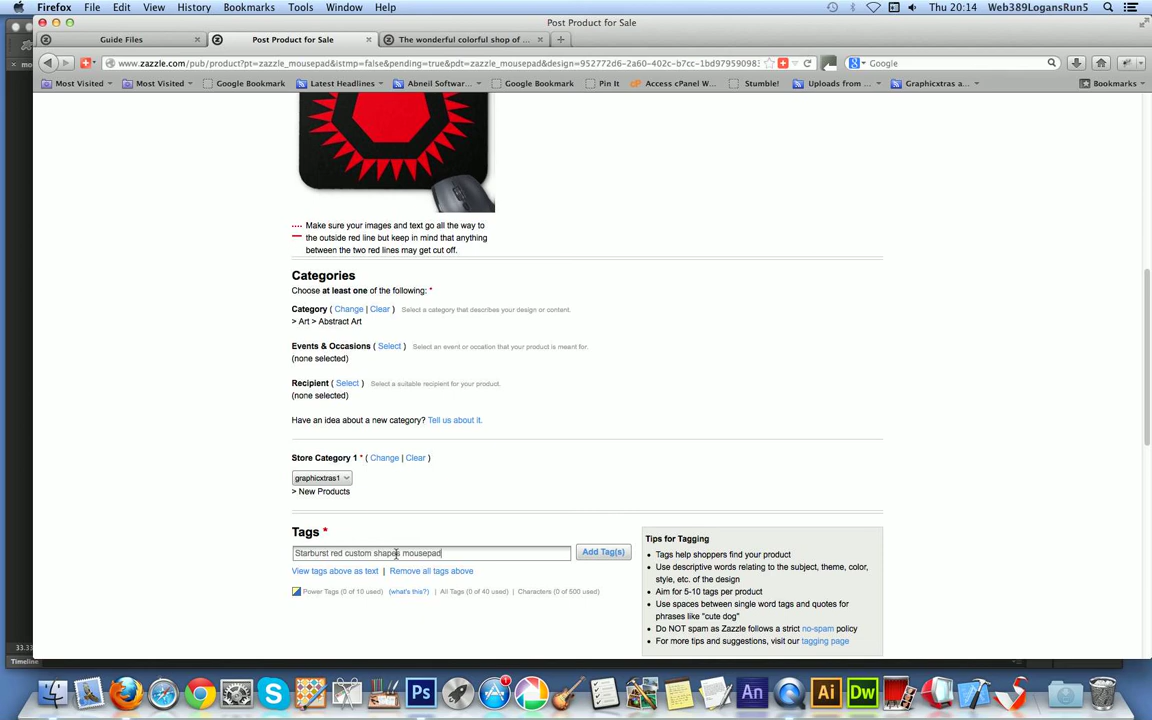 Firefox File Edit View History Bookmarks Tools Window Help Thu 20:14 Web389LogansRun5
Post Product for Sale
Guide Files Post Product for Sale The wonderful colorful shop of ...
www.zazzle.com/pub/product?pt=zazzle_mousepad&istmp=false&pending=true&pdt=zazzle_mousepad&design=952772d6-2a60-402c-b7cc-1bd97959098 Google
Most Visited Most Visited Google Bookmark Latest Headlines Abneil Softwar... Google Bookmark Pin It Access cPanel W... Stumble! Uploads from ... Graphicxtras a... Bookmarks
Make sure your images and text go all the way to
the outside red line but keep in mind that anything
between the two red lines may get cut off.
Categories
Choose at least one of the following: *
Category ( Change | Clear ) Select a category that describes your design or content.
> Art > Abstract Art
Events & Occasions ( Select ) Select an event or occation that your product is meant for.
(none selected)
Recipient ( Select ) Select a suitable recipient for your product.
(none selected)
Have an idea about a new category? Tell us about it.
Store Category 1 * ( Change | Clear )
graphicxtras1
> New Products
Tags *
Starburst red custom shapes mousepad Add Tag(s)
View tags above as text | Remove all tags above
Power Tags (0 of 10 used) (what's this?) | All Tags (0 of 40 used) | Characters (0 of 500 used)
Tips for Tagging
Tags help shoppers find your product
Use descriptive words relating to the subject, theme, color,
style, etc. of the design
Aim for 5-10 tags per product
Use spaces between single word tags and quotes for
phrases like "cute dog"
Do NOT spam as Zazzle follows a strict no-spam policy
For more tips and suggestions, visit our tagging page
33.33
Timeline
Ps An Ai Dw
1